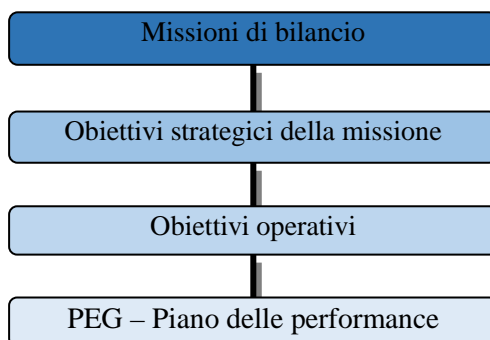 Missioni di bilancio
Obiettivi strategici della missione
Obiettivi operativi
PEG – Piano delle performance